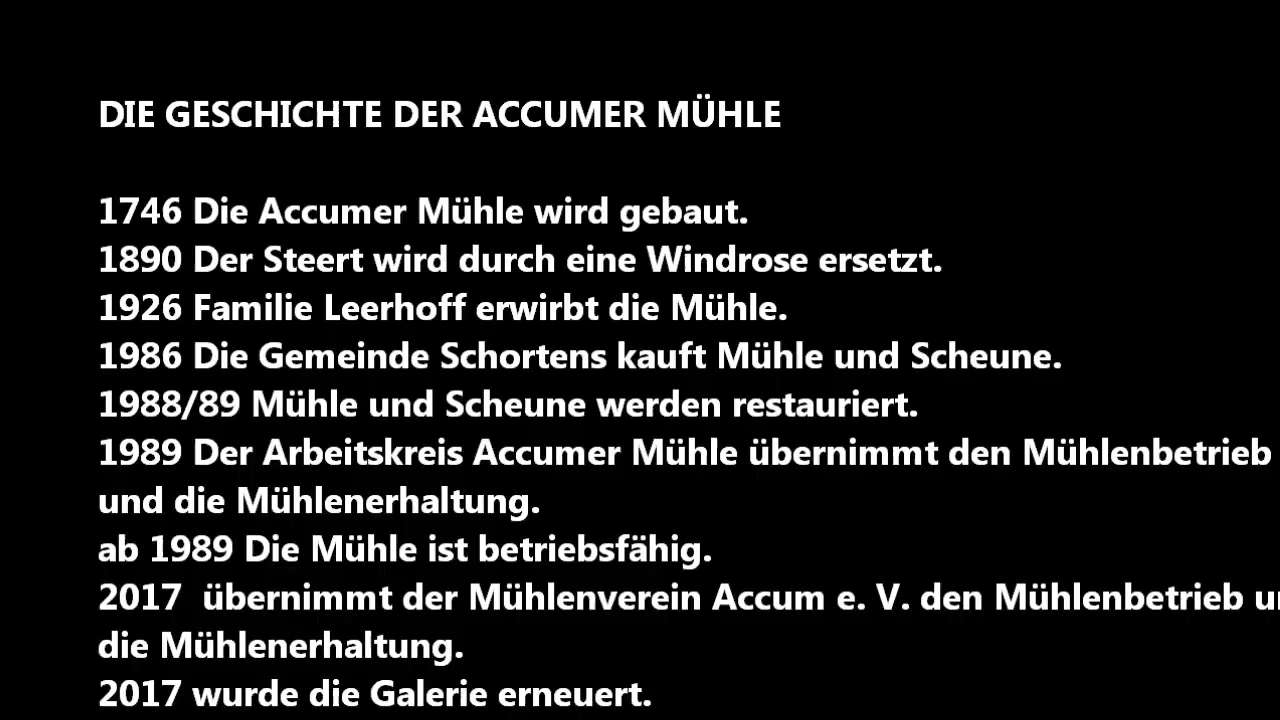 DIE GESCHICHTE DER ACCUMER MÜHLE
1746 Die Accumer Mühle wird gebaut.
1890 Der Steert wird durch eine Windrose ersetzt.
1926 Familie Leerhoff erwirbt die Mühle.
1986 Die Gemeinde Schortens kauft Mühle und Scheune.
1988/89 Mühle und Scheune werden restauriert.
1989 Der Arbeitskreis Accumer Mühle übernimmt den Mühlenbetrieb
und die Mühlenerhaltung.
ab 1989 Die Mühle ist betriebsfähig.
2017 übernimmt der Mühlenverein Accum e. V. den Mühlenbetrieb
die Mühlenerhaltung.
2017 wurde die Galerie erneuert.